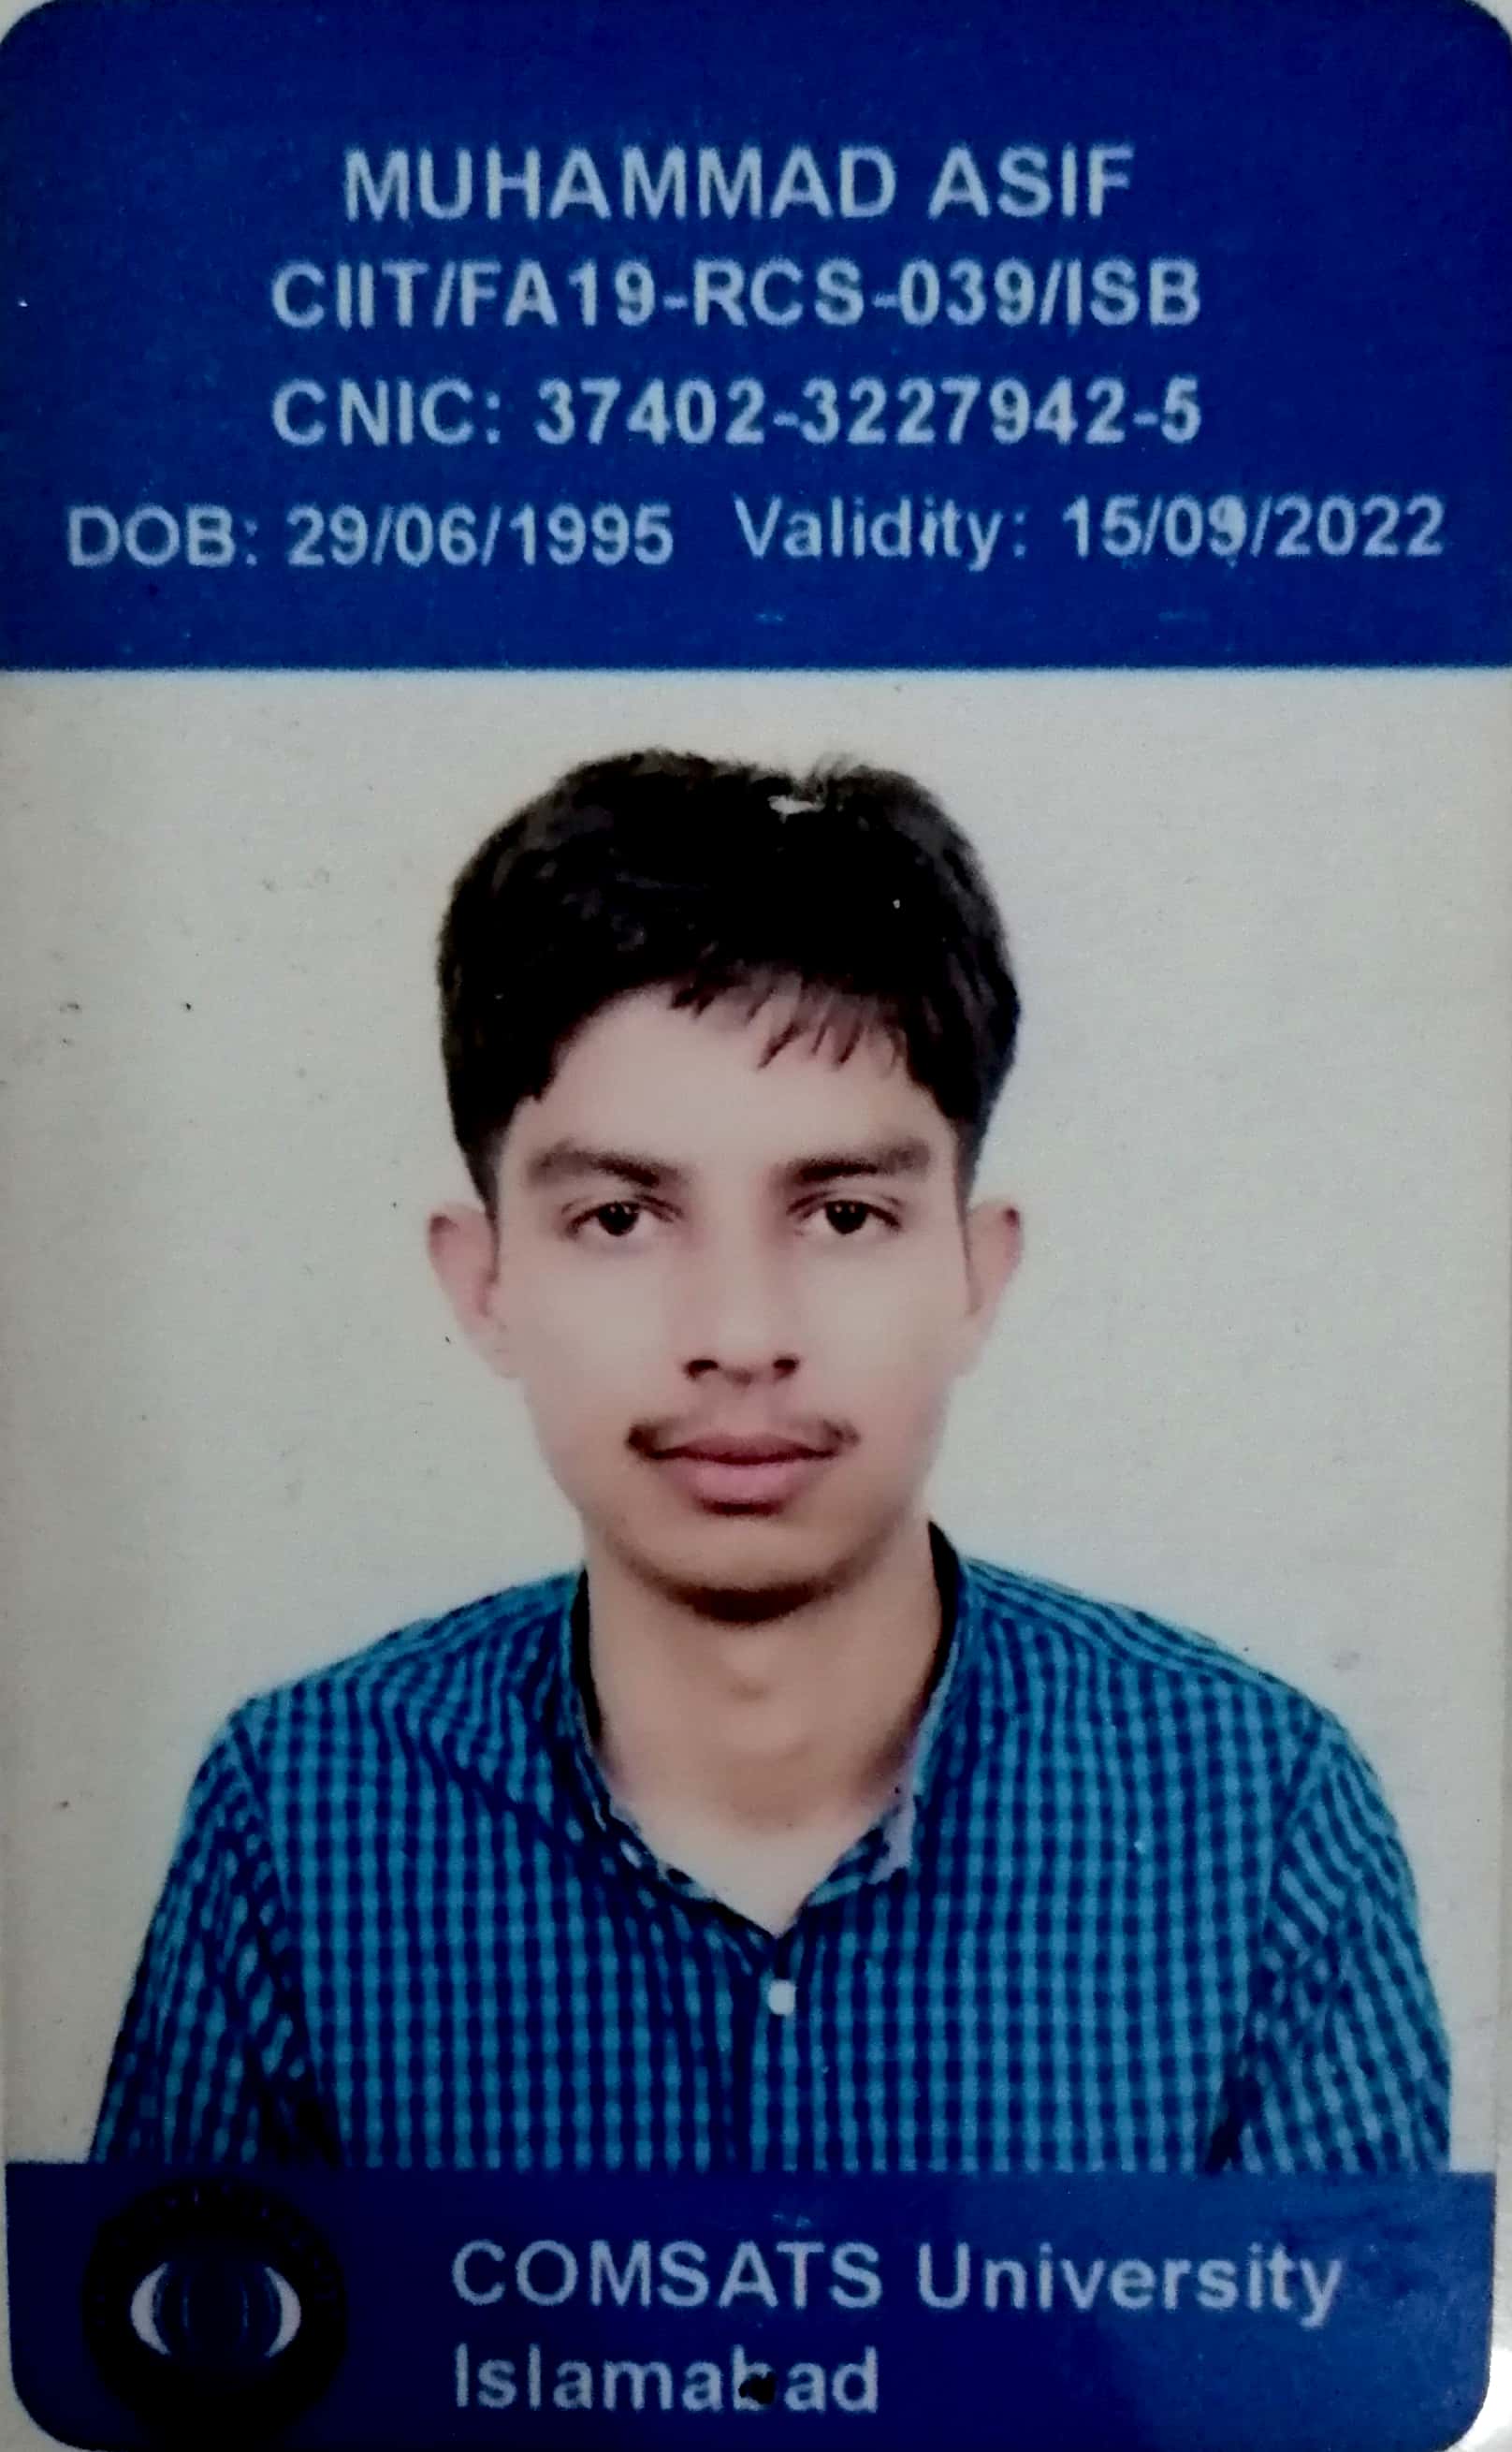 MUHAMMAD ASIF
CIIT/FA19-RCS-039/ISB
CNIC: 37402-3227942-5
DOB: 29/06/1995 Validity: 15/09/2022
COMSATS University
Islamabad